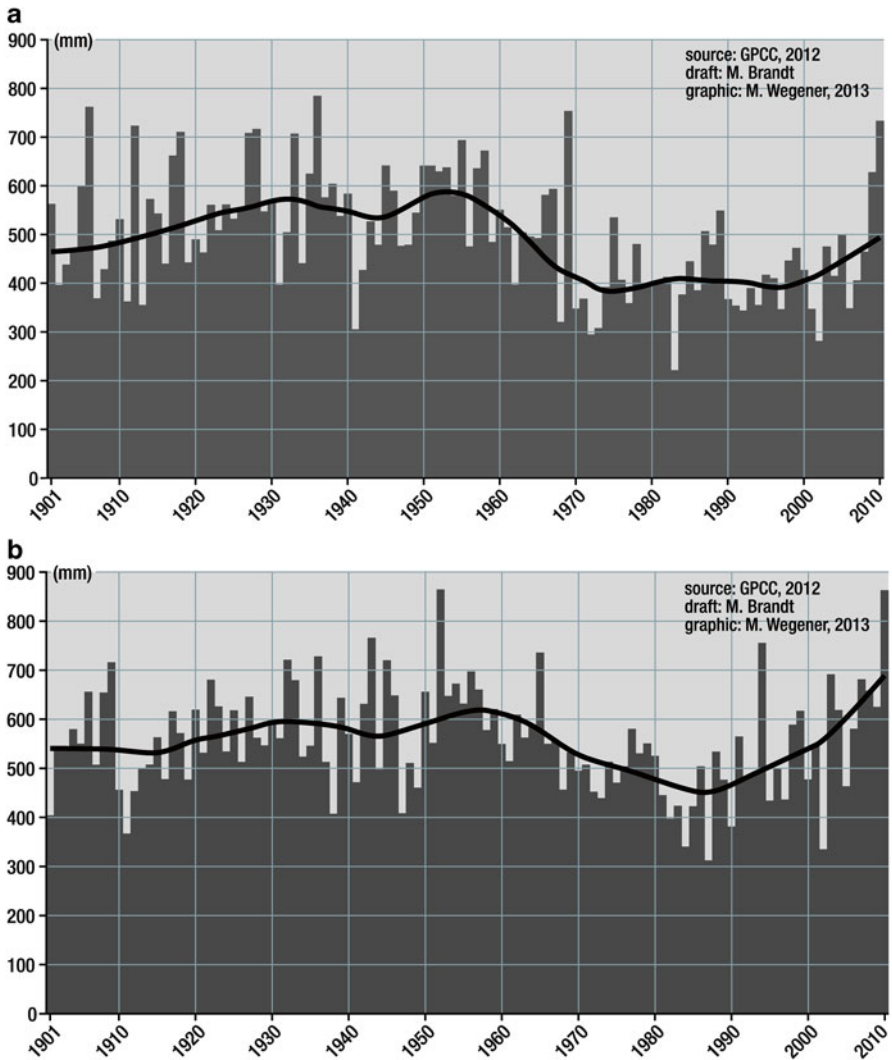 a
900 (mm)
source: GPCC, 2012
800
draft: M. Brandt
graphic: M. Wegener, 2013
700
600
500
400
300
200
100
0
1901 1910 1920 1930 1940 1950 1960 1970 1980 1990 2000 2010
b
900 (mm)
source: GPCC, 2012
800
draft: M. Brandt
graphic: M. Wegener, 2013
700
600
500
400
300
200
100
0
1901 1910 1920 1930 1940 1950 1960 1970 1980 1990 2000 2010